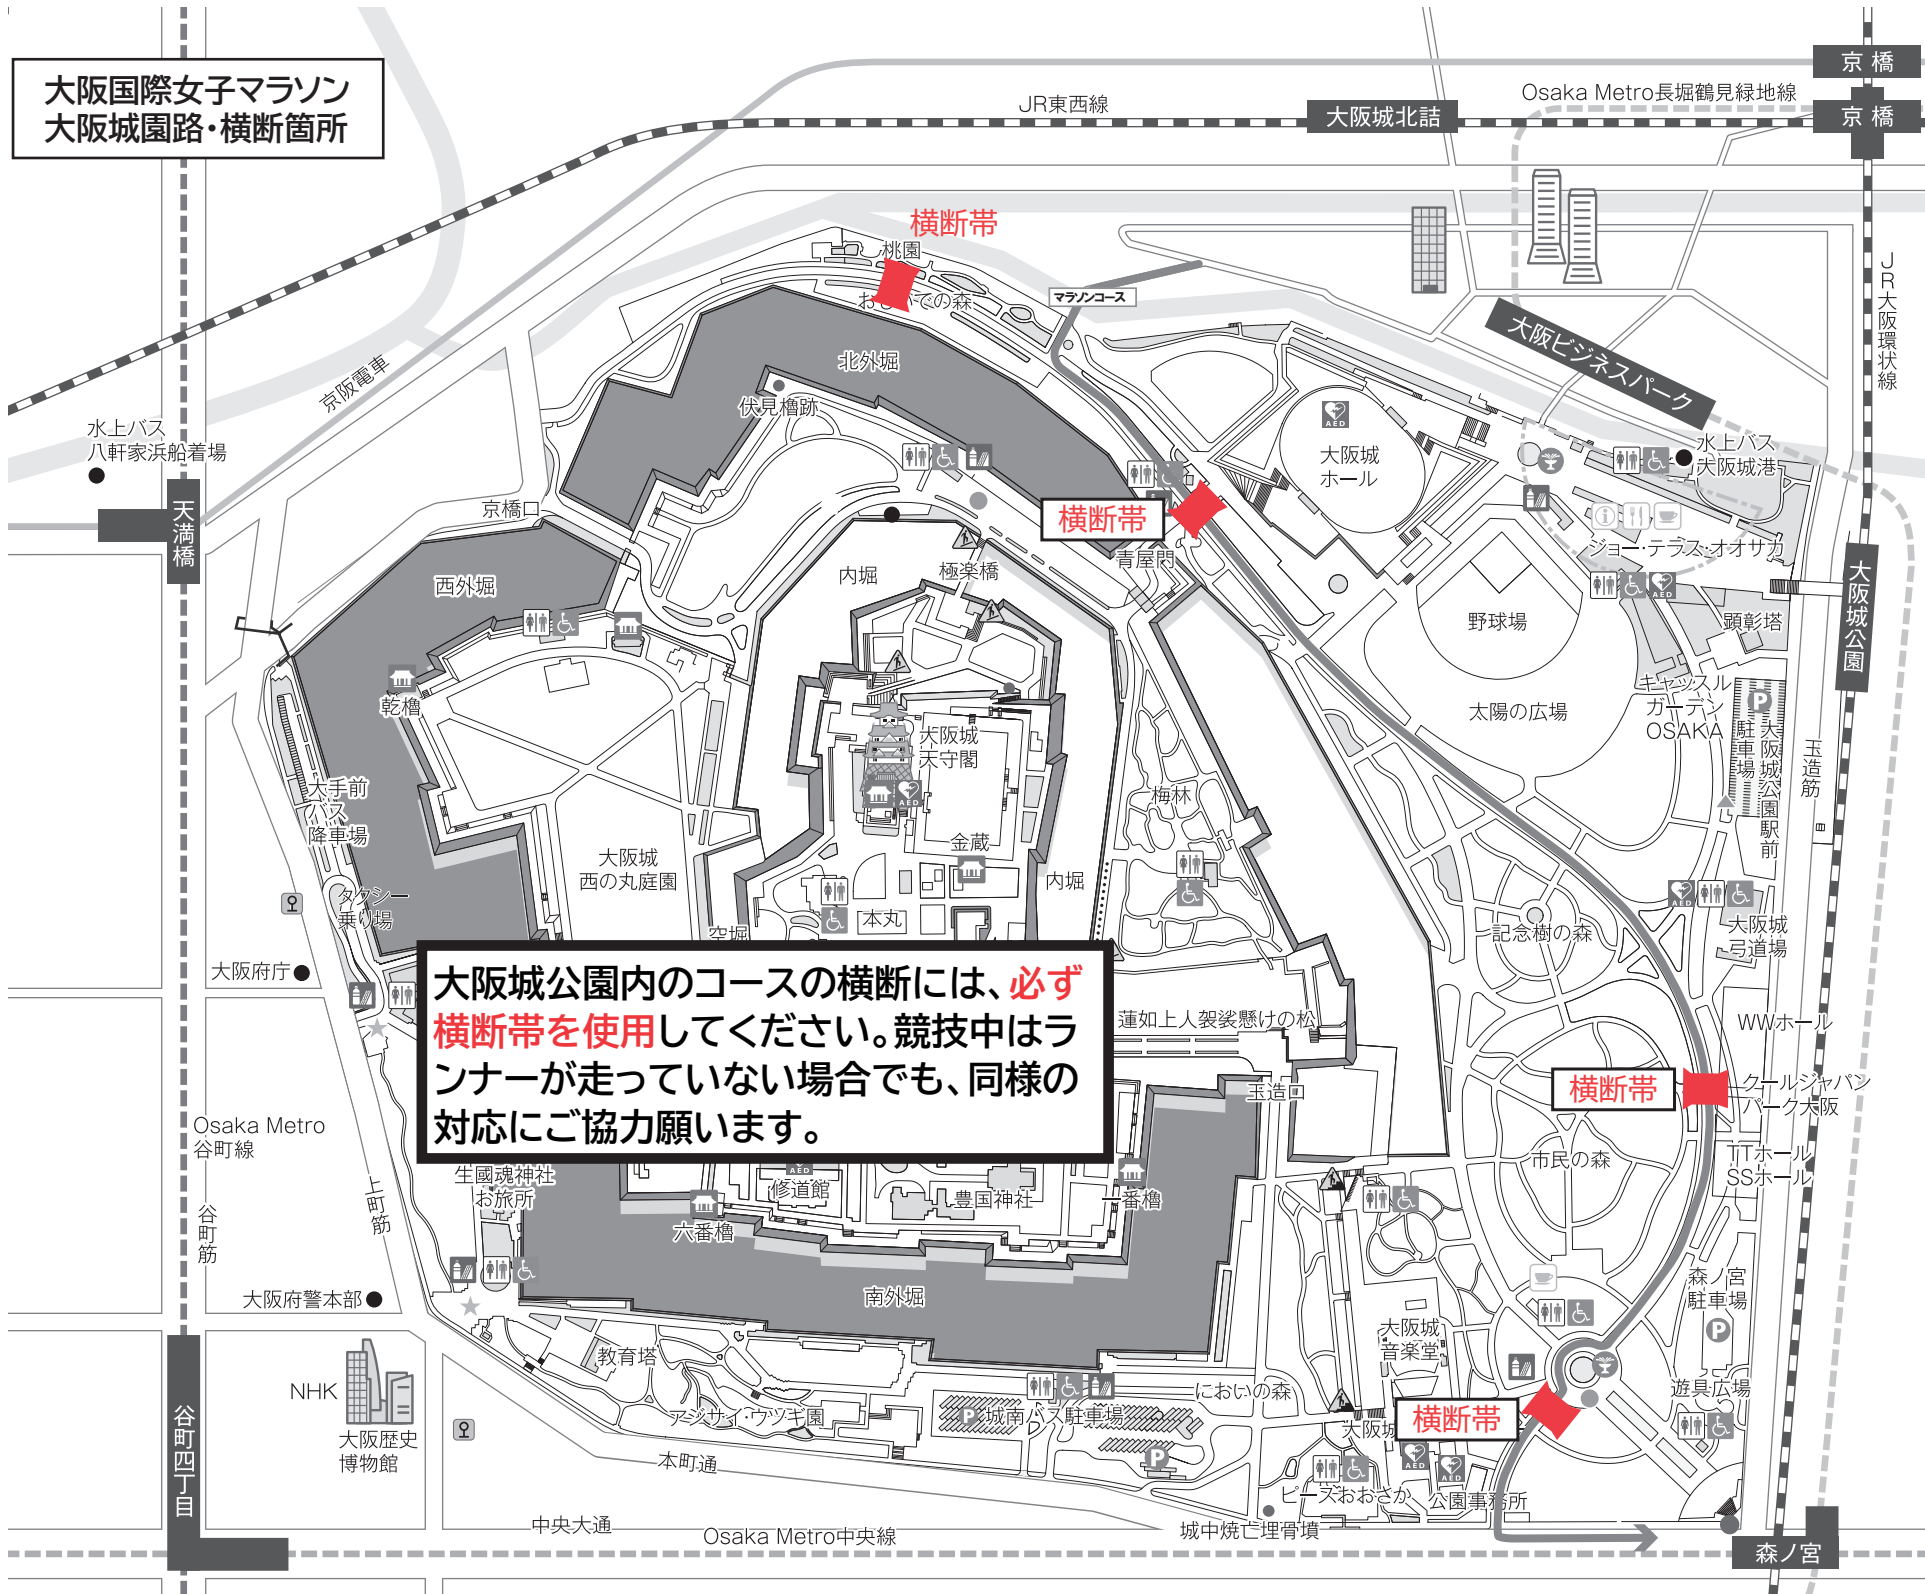 大阪国際女子マラソン
大阪城園路・横断箇所
京橋
Osaka Metro長堀鶴見緑地線
JR東西線
大阪城北詰
京橋
横断帯
桃園
マラソンコース
JR大阪環状線
大阪ビジネスパーク
北外堀
伏見櫓跡
京阪電車
水上バス
八軒家浜船着場
天満橋
京橋口
大阪城
ホール
AED
水上バス
大阪城港
横断帯
青屋門
ジョー・テラス・オオサカ
AED
西外堀
内堀
極楽橋
野球場
顕彰塔
大阪城公園
乾櫓
キャッスル
ガーデン
OSAKA
太陽の広場
P
大阪城公園駅前
駐車場
玉造筋
大阪城
天守閣
AED
大手前
バス
降車場
梅林
大阪城
西の丸庭園
金蔵
内堀
タクシー
乗り場
本丸
空堀
AED
大阪城
弓道場
記念樹の森
大阪府庁
大阪城公園内のコースの横断には、必ず
横断帯を使用してください。競技中はラ
ンナーが走っていない場合でも、同様の
対応にご協力願います。
蓮如上人袈裟懸けの松
WWホール
玉造口
横断帯
クールジャパン
パーク大阪
Osaka Metro
谷町線
市民の森
TTホール
SSホール
生國魂神社
お旅所
AED
修道館
豊国神社
一番櫓
六番櫓
上町筋
谷町筋
大阪府警本部
南外堀
森ノ宮
駐車場
P
大阪城
音楽堂
教育塔
NHK
大阪歴史
博物館
谷町四丁目
アジサイ・ウツギ園
P
城南バス駐車場
においの森
遊具広場
横断帯
大阪城
AED
AED
P
本町通
ピースおおさか
公園事務所
中央大通
Osaka Metro中央線
城中焼亡埋骨墳
森ノ宮